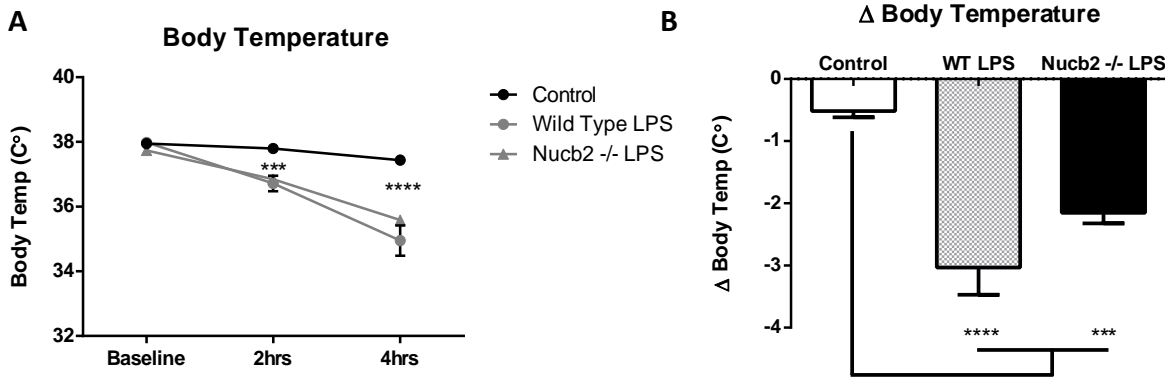 A
Body Temperature
Body Temp (C°)
40
38
36
34
32
Baseline
2hrs
4hrs
***
****
Control
Wild Type LPS
Nucb2 -/- LPS
B
Δ Body Temperature
Control
WT LPS
Nucb2 -/- LPS
Δ Body Temp (C°)
0
-1
-2
-3
-4
****
***